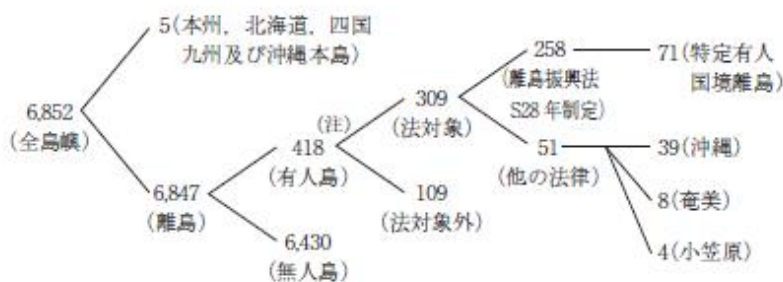 5(本州，北海道，四国
九州及び沖縄本島)
6,852
(全島嶼)
6,847
(離島)
418
(有人島)
(注)
6,430
(無人島)
309
(法対象)
109
(法対象外)
258
(離島振興法
S28年制定)
51
(他の法律)
71(特定有人
国境離島)
39(沖縄)
8(奄美)
4(小笠原)